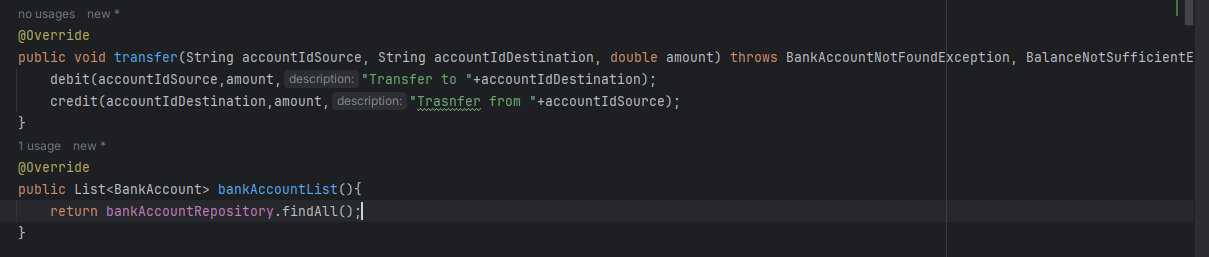 no usages   new *
@Override
public void transfer(String accountIdSource, String accountIdDestination, double amount) throws BankAccountNotFoundException, BalanceNotSufficientE
    debit(accountIdSource,amount, description: "Transfer to "+accountIdDestination);
    credit(accountIdDestination,amount, description: "Trasnfer from "+accountIdSource);
}
1 usage   new *
@Override
public List<BankAccount> bankAccountList(){
    return bankAccountRepository.findAll();
}